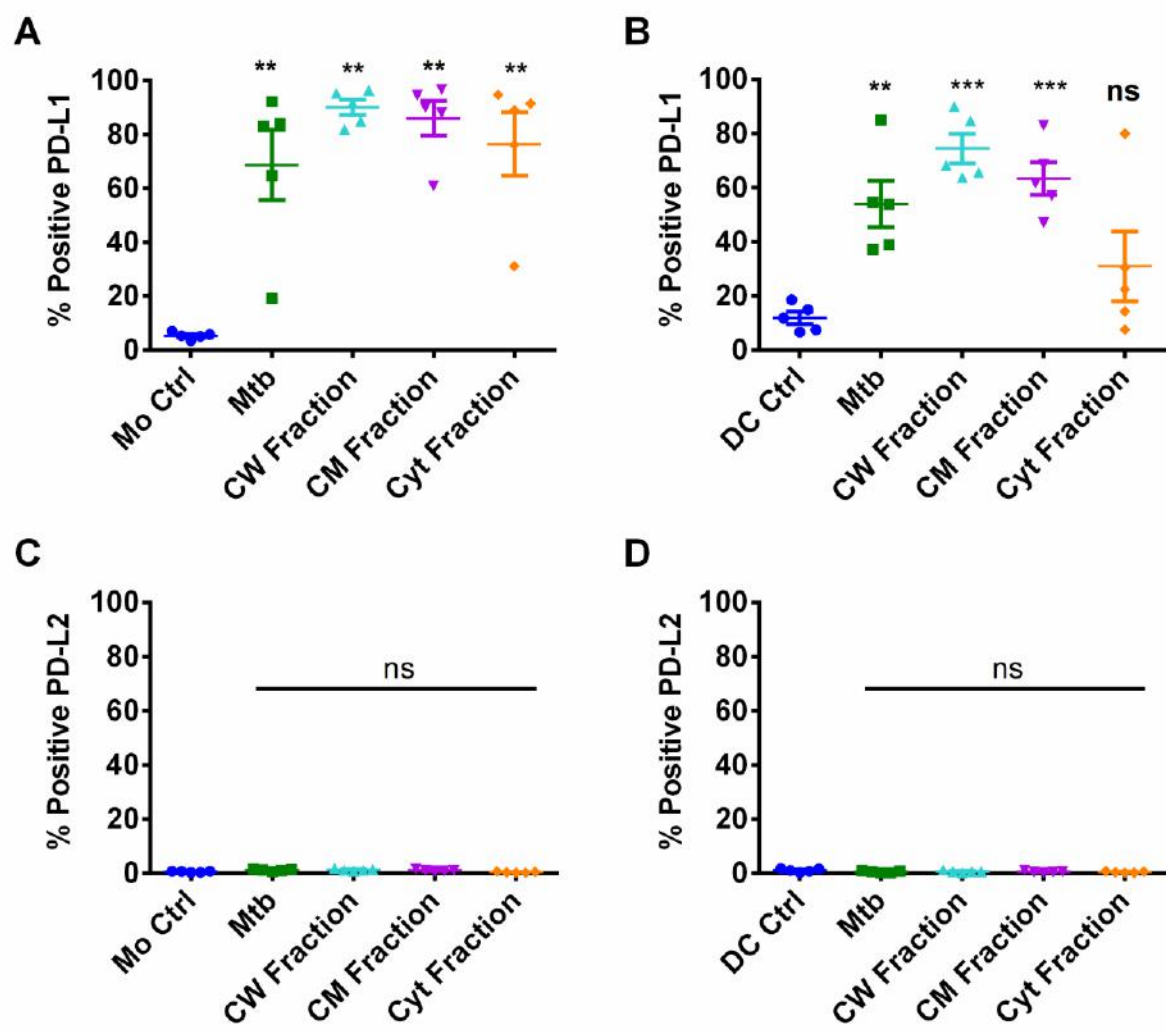 A
% Positive PD-L1
100
80
60
40
20
0
**
**
**
**
Mo Ctrl
Mtb
CW Fraction
CM Fraction
Cyt Fraction
B
% Positive PD-L1
100
80
60
40
20
0
**
***
***
ns
DC Ctrl
Mtb
CW Fraction
CM Fraction
Cyt Fraction
C
% Positive PD-L2
100
80
60
40
20
0
ns
Mo Ctrl
Mtb
CW Fraction
CM Fraction
Cyt Fraction
D
% Positive PD-L2
100
80
60
40
20
0
ns
DC Ctrl
Mtb
CW Fraction
CM Fraction
Cyt Fraction